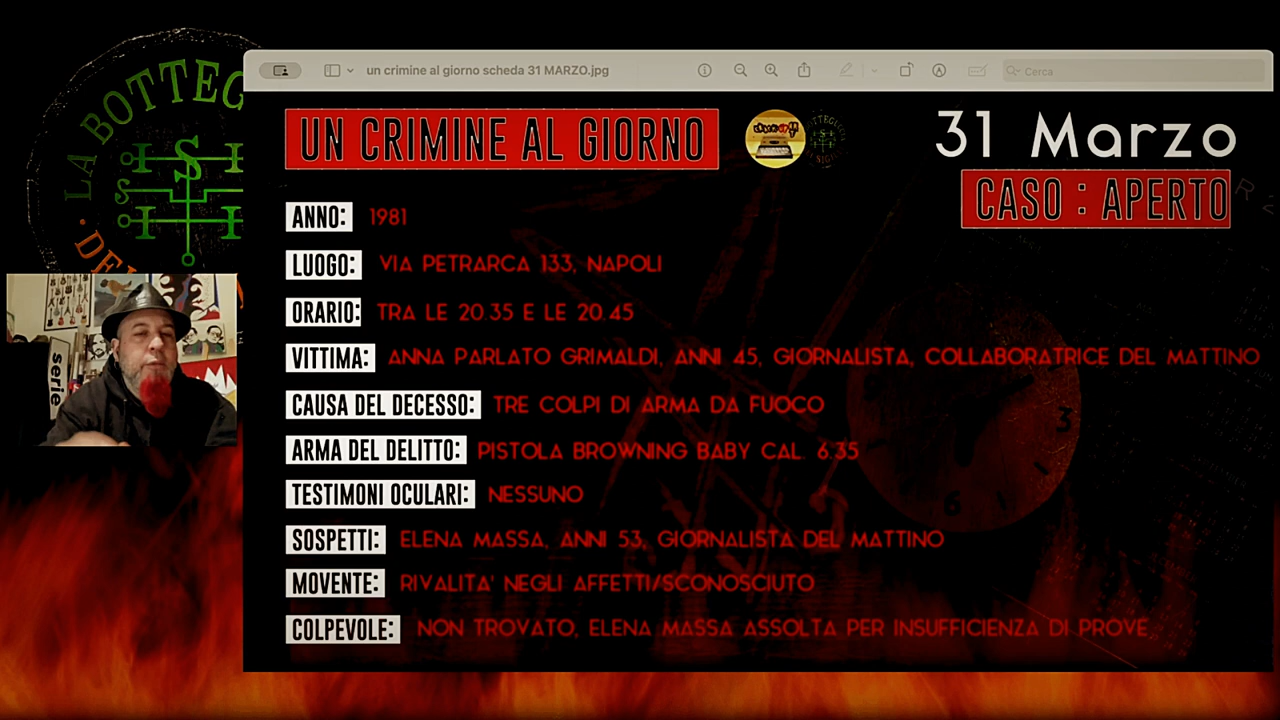 LA BOTTEG
DE
S
S
serie
un crimine al giorno scheda 31 MARZO.jpg
Cerca
UN CRIMINE AL GIORNO
31 Marzo
CASO : APERTO
ANNO: 1981
LUOGO: VIA PETRARCA 133, NAPOLI
ORARIO: TRA LE 20.35 E LE 20.45
VITTIMA: ANNA PARLATO GRIMALDI, ANNI 45, GIORNALISTA, COLLABORATRICE DEL MATTINO
CAUSA DEL DECESSO: TRE COLPI DI ARMA DA FUOCO
ARMA DEL DELITTO: PISTOLA BROWNING BABY CAL. 6.35
TESTIMONI OCULARI: NESSUNO
SOSPETTI: ELENA MASSA, ANNI 53, GIORNALISTA DEL MATTINO
MOVENTE: RIVALITA' NEGLI AFFETTI/SCONOSCIUTO
COLPEVOLE: NON TROVATO, ELENA MASSA ASSOLTA PER INSUFFICIENZA DI PROVE
3
6